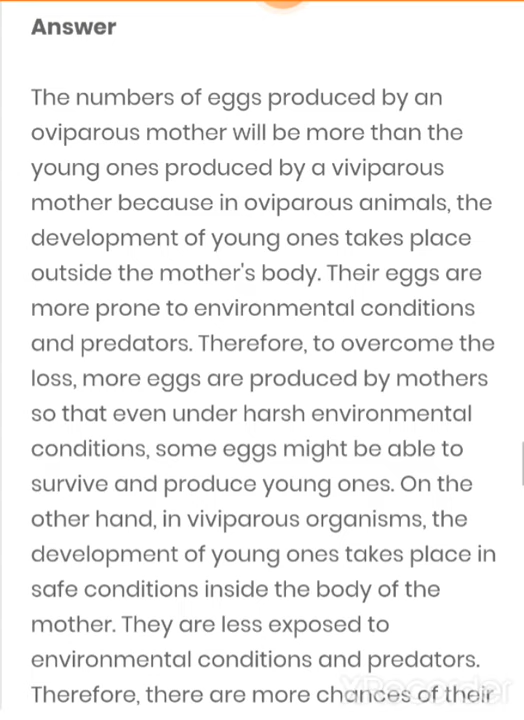 Answer
The numbers of eggs produced by an
oviparous mother will be more than the
young ones produced by a viviparous
mother because in oviparous animals, the
development of young ones takes place
outside the mother's body. Their eggs are
more prone to environmental conditions
and predators. Therefore, to overcome the
loss, more eggs are produced by mothers
so that even under harsh environmental
conditions, some eggs might be able to
survive and produce young ones. On the
other hand, in viviparous organisms, the
development of young ones takes place in
safe conditions inside the body of the
mother. They are less exposed to
environmental conditions and predators.
Therefore, there are more chances of their
XRecorder